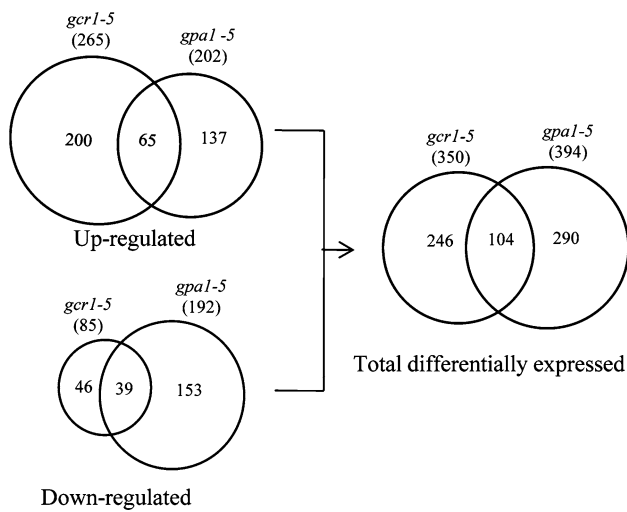 gcr1-5
(265)
gpa1-5
(202)
200
65
137
Up-regulated
gcr1-5
(85)
gpa1-5
(192)
46
39
153
Down-regulated
gcr1-5
(350)
gpa1-5
(394)
246
104
290
Total differentially expressed